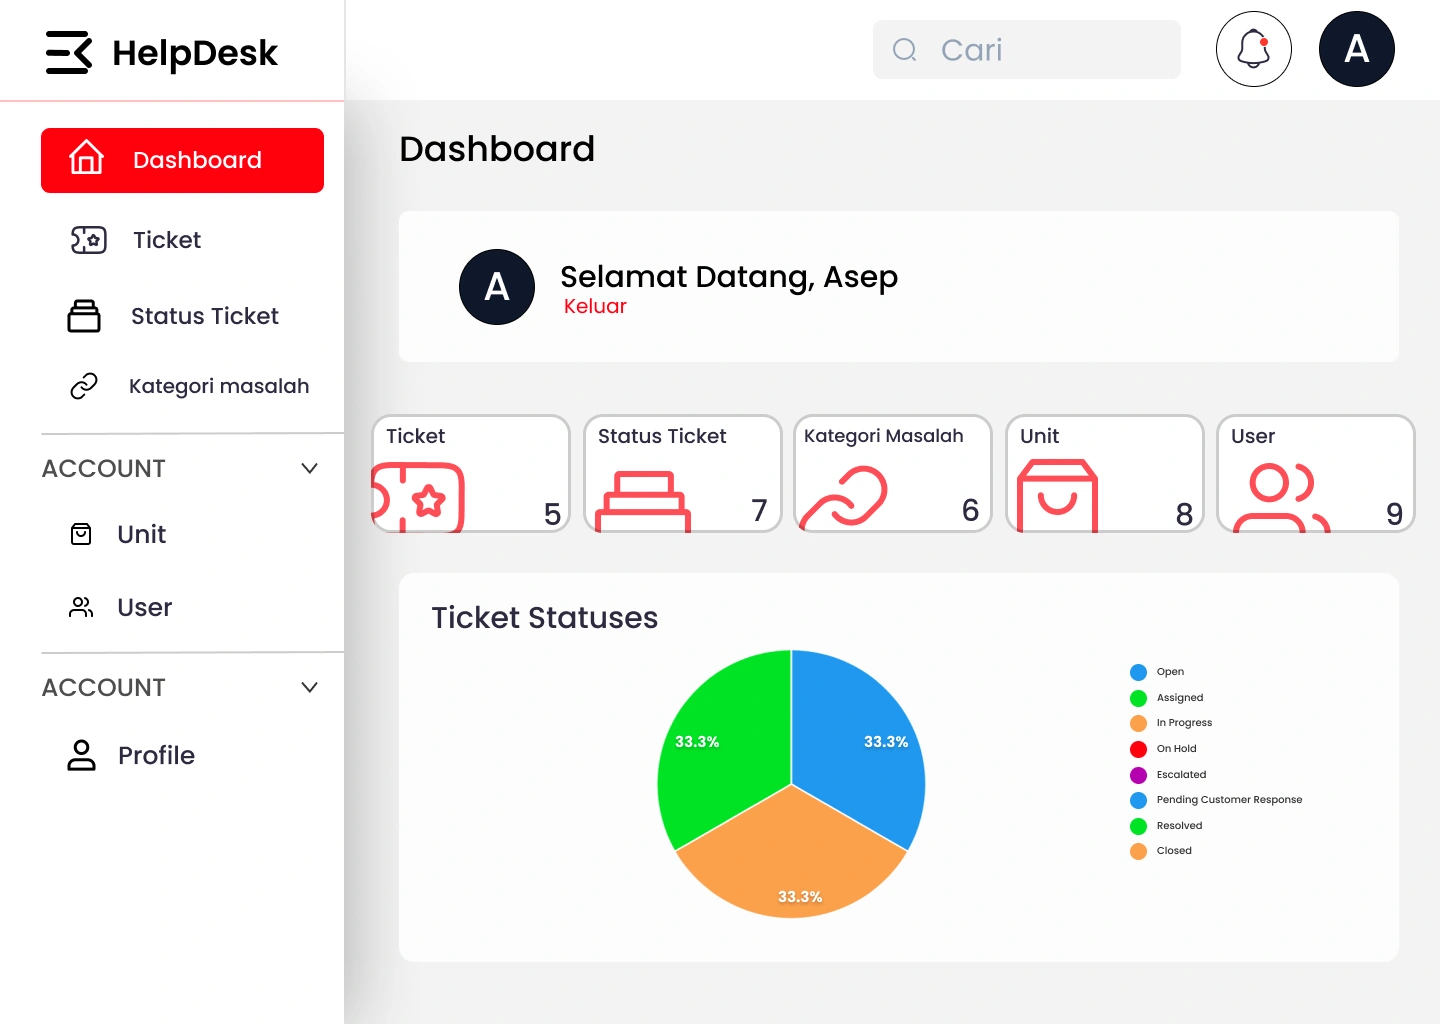 HelpDesk
Cari
A
Dashboard
Ticket
Status Ticket
Kategori masalah
ACCOUNT
Unit
User
ACCOUNT
Profile
Dashboard
A
Selamat Datang, Asep
Keluar
Ticket
5
Status Ticket
7
Kategori Masalah
6
Unit
8
User
9
Ticket Statuses
33.3%
33.3%
33.3%
Open
Assigned
In Progress
On Hold
Escalated
Pending Customer Response
Resolved
Closed